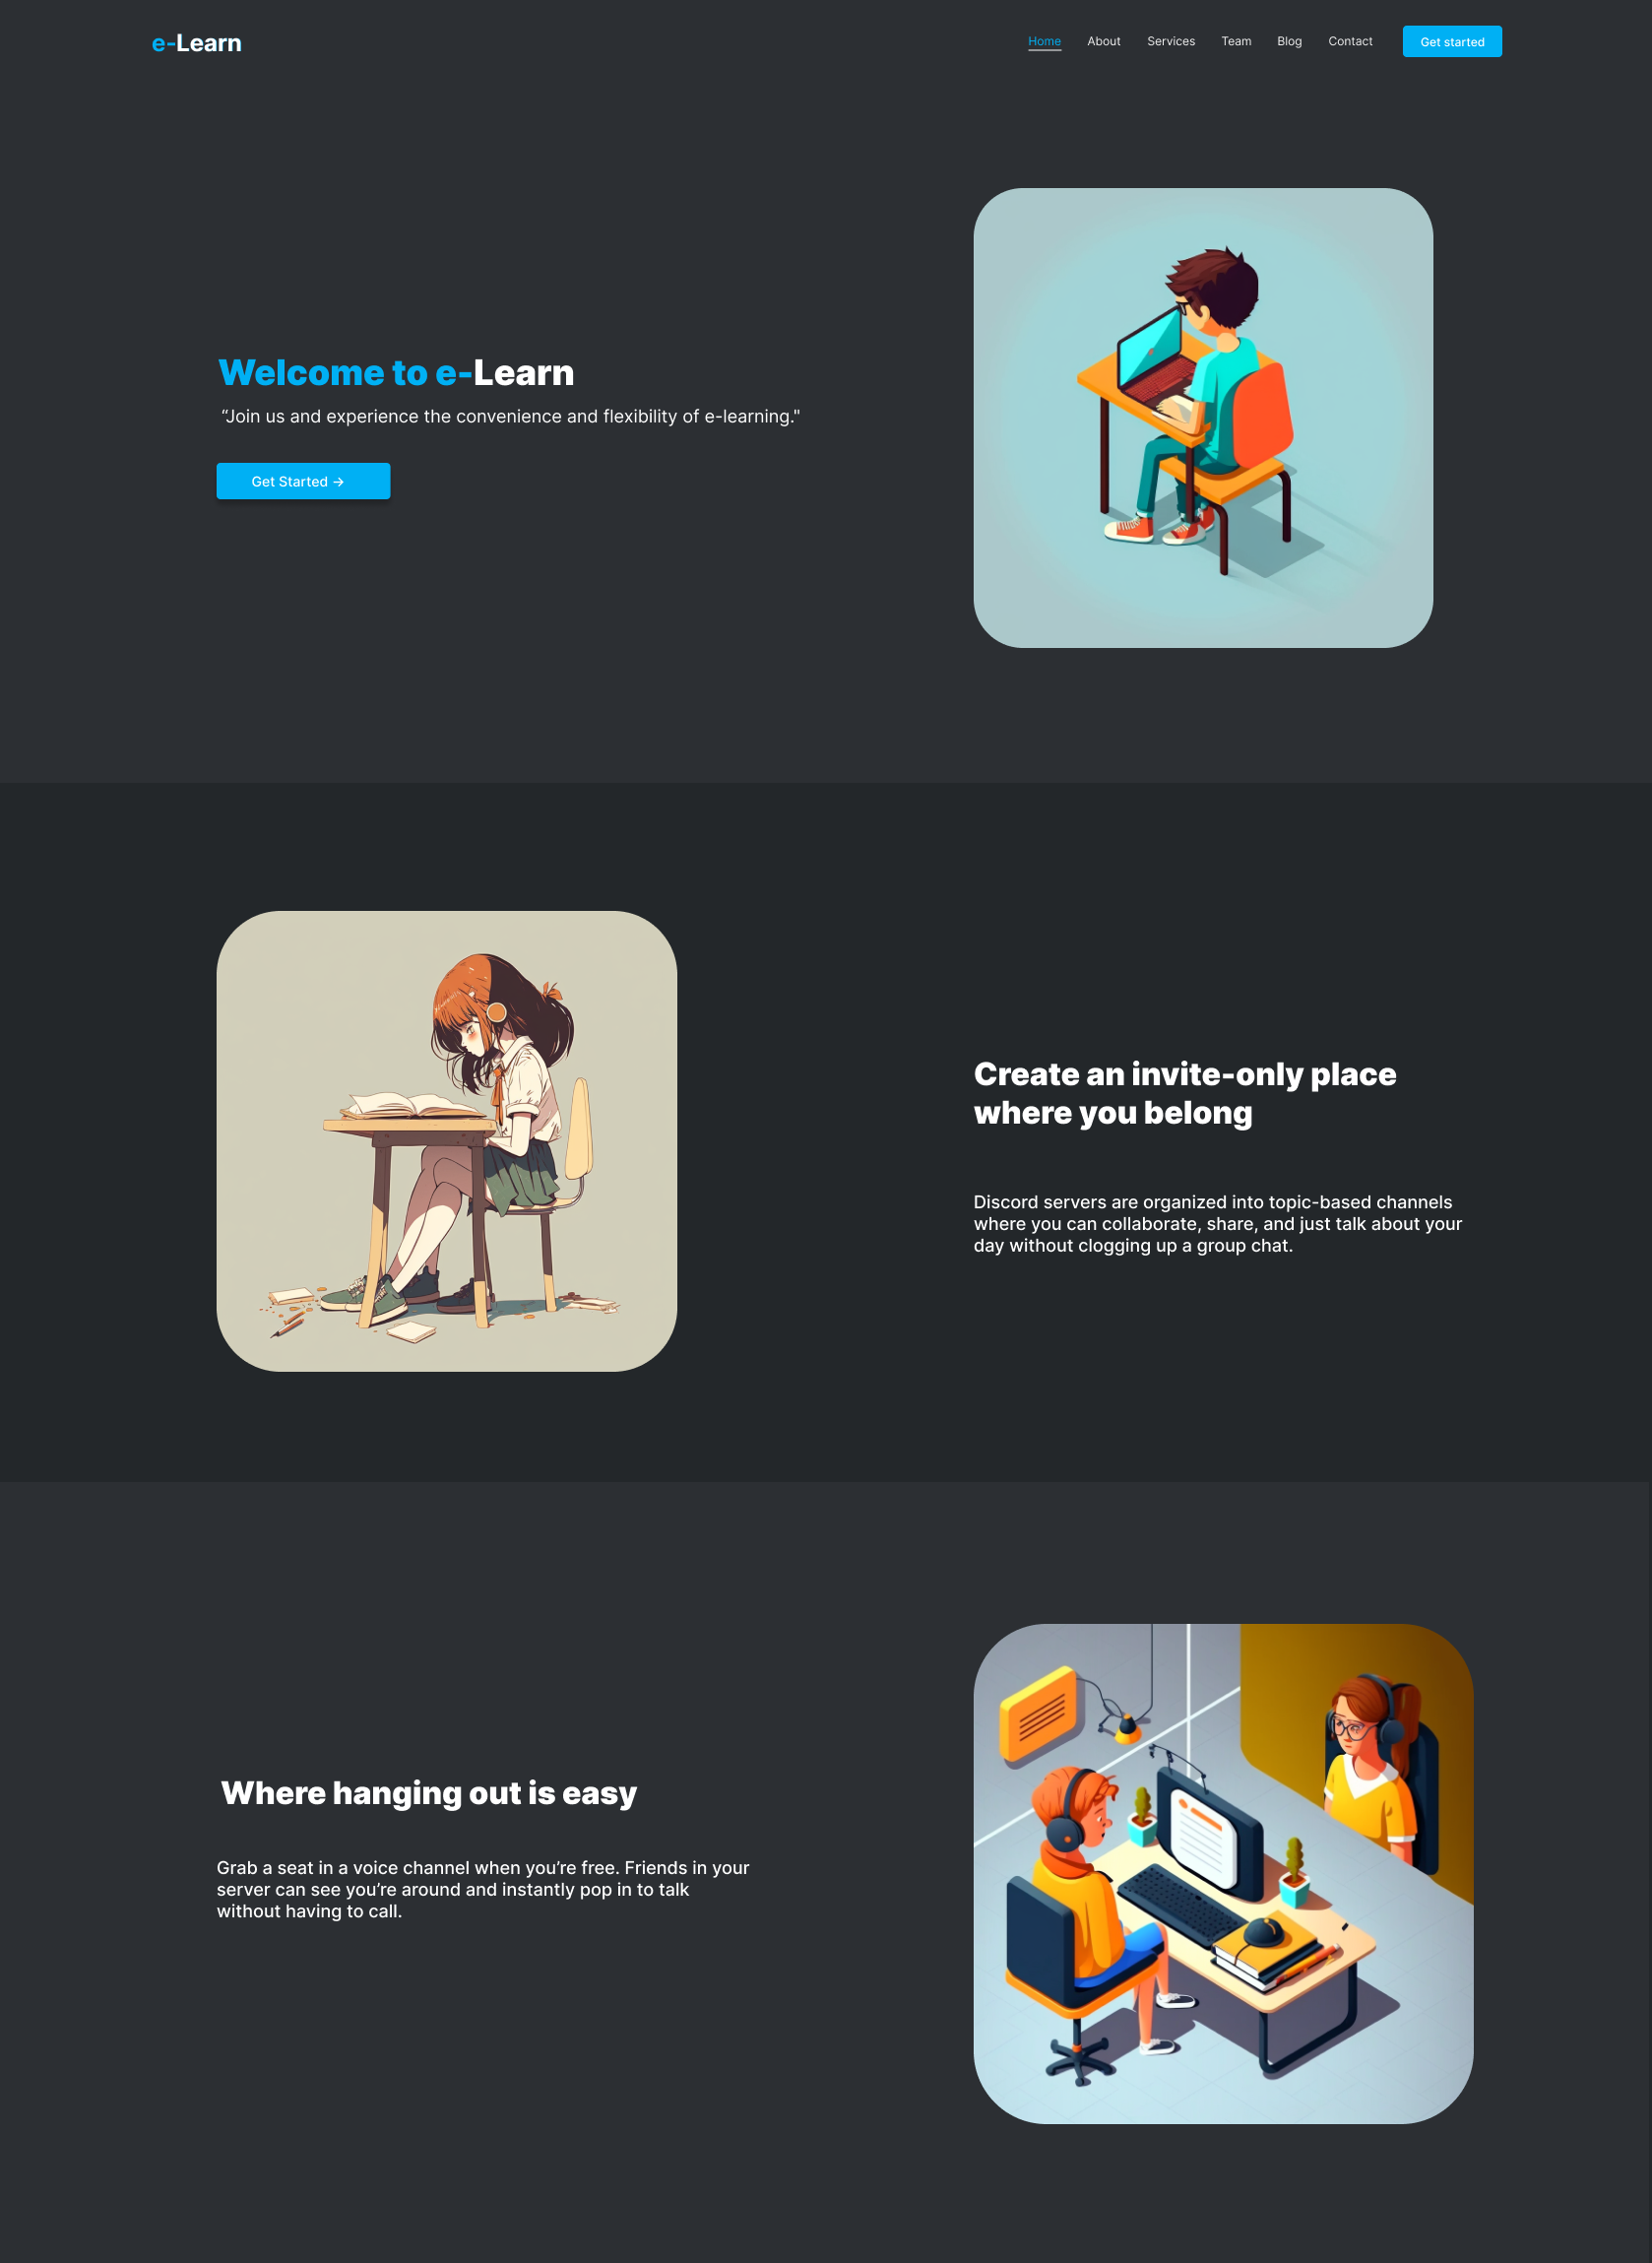 e-Learn
Home About Services Team Blog Contact Get started
Welcome to e-Learn
“Join us and experience the convenience and flexibility of e-learning."
Get Started →
Create an invite-only place
where you belong
Discord servers are organized into topic-based channels
where you can collaborate, share, and just talk about your
day without clogging up a group chat.
Where hanging out is easy
Grab a seat in a voice channel when you’re free. Friends in your
server can see you’re around and instantly pop in to talk
without having to call.